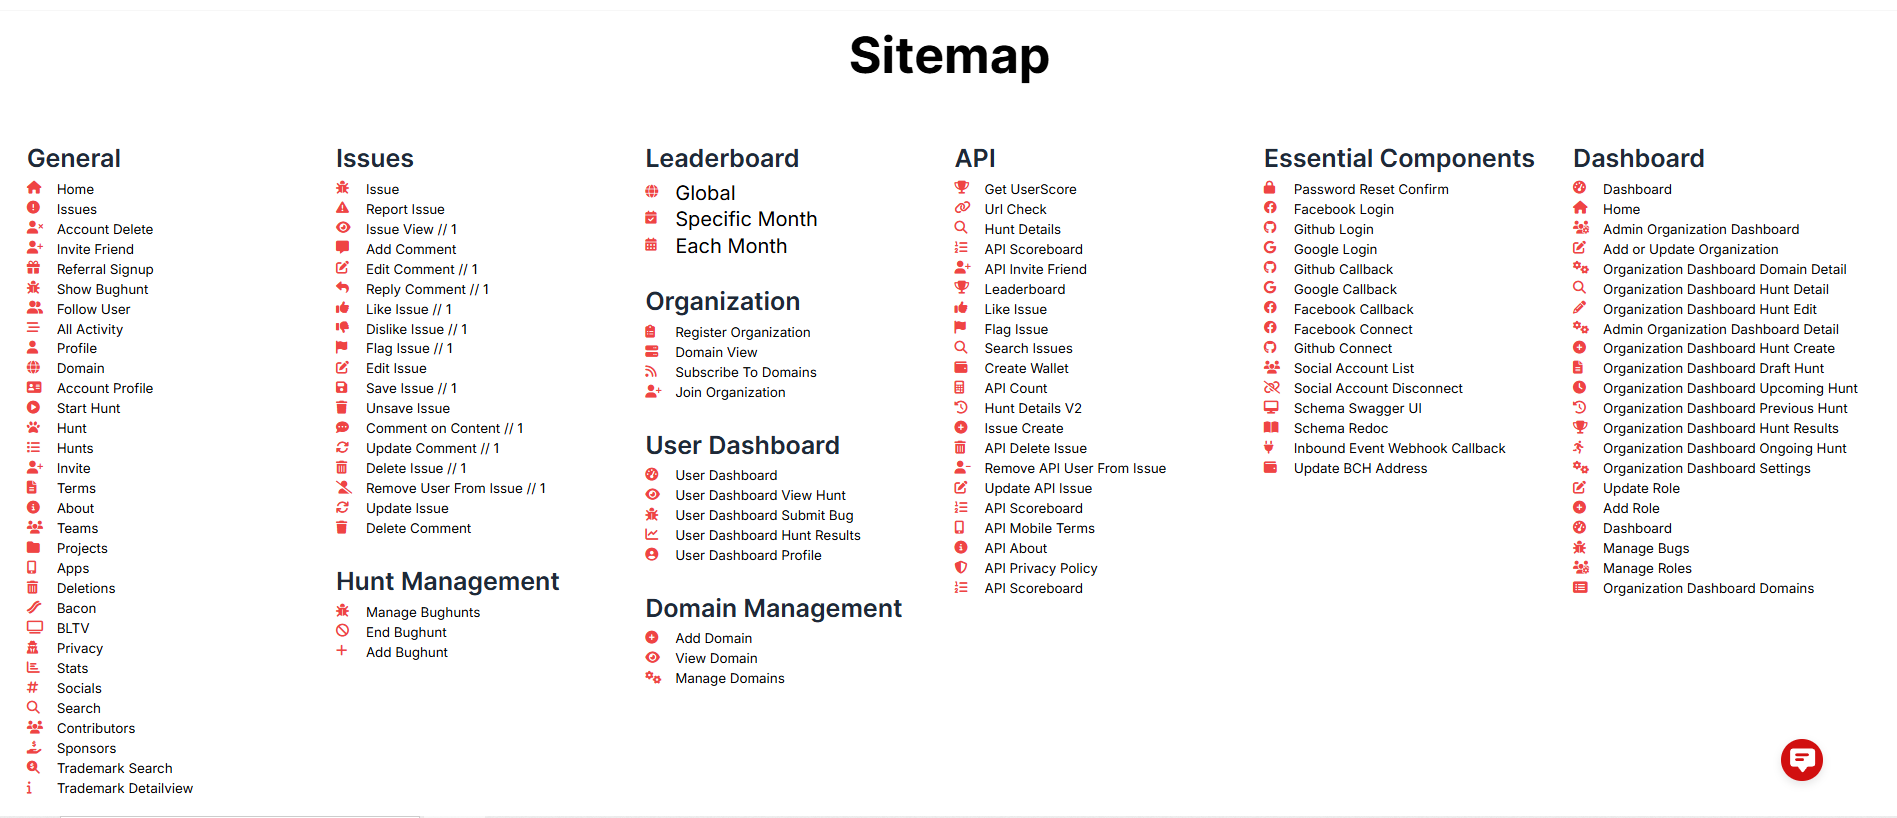 Sitemap
General
Home
Issues
Account Delete
Invite Friend
Referral Signup
Show Bughunt
Follow User
All Activity
Profile
Domain
Account Profile
Start Hunt
Hunt
Hunts
Invite
Terms
About
Teams
Projects
Apps
Deletions
Bacon
BLTV
Privacy
Stats
Socials
Search
Contributors
Sponsors
Trademark Search
Trademark Detailview
Issues
Issue
Report Issue
Issue View // 1
Add Comment
Edit Comment // 1
Reply Comment // 1
Like Issue // 1
Dislike Issue // 1
Flag Issue // 1
Edit Issue
Save Issue // 1
Unsave Issue
Comment on Content // 1
Update Comment // 1
Delete Issue // 1
Remove User From Issue // 1
Update Issue
Delete Comment
Hunt Management
Manage Bughunts
End Bughunt
Add Bughunt
Leaderboard
Global
Specific Month
Each Month
Organization
Register Organization
Domain View
Subscribe To Domains
Join Organization
User Dashboard
User Dashboard
User Dashboard View Hunt
User Dashboard Submit Bug
User Dashboard Hunt Results
User Dashboard Profile
Domain Management
Add Domain
View Domain
Manage Domains
API
Get UserScore
Url Check
Hunt Details
API Scoreboard
API Invite Friend
Leaderboard
Like Issue
Flag Issue
Search Issues
Create Wallet
API Count
Hunt Details V2
Issue Create
API Delete Issue
Remove API User From Issue
Update API Issue
API Scoreboard
API Mobile Terms
API About
API Privacy Policy
API Scoreboard
Essential Components
Password Reset Confirm
Facebook Login
Github Login
Google Login
Github Callback
Google Callback
Facebook Callback
Facebook Connect
Github Connect
Social Account List
Social Account Disconnect
Schema Swagger UI
Schema Redoc
Inbound Event Webhook Callback
Update BCH Address
Dashboard
Dashboard
Home
Admin Organization Dashboard
Add or Update Organization
Organization Dashboard Domain Detail
Organization Dashboard Hunt Detail
Organization Dashboard Hunt Edit
Admin Organization Dashboard Detail
Organization Dashboard Hunt Create
Organization Dashboard Draft Hunt
Organization Dashboard Upcoming Hunt
Organization Dashboard Previous Hunt
Organization Dashboard Hunt Results
Organization Dashboard Ongoing Hunt
Organization Dashboard Settings
Update Role
Add Role
Dashboard
Manage Bugs
Manage Roles
Organization Dashboard Domains